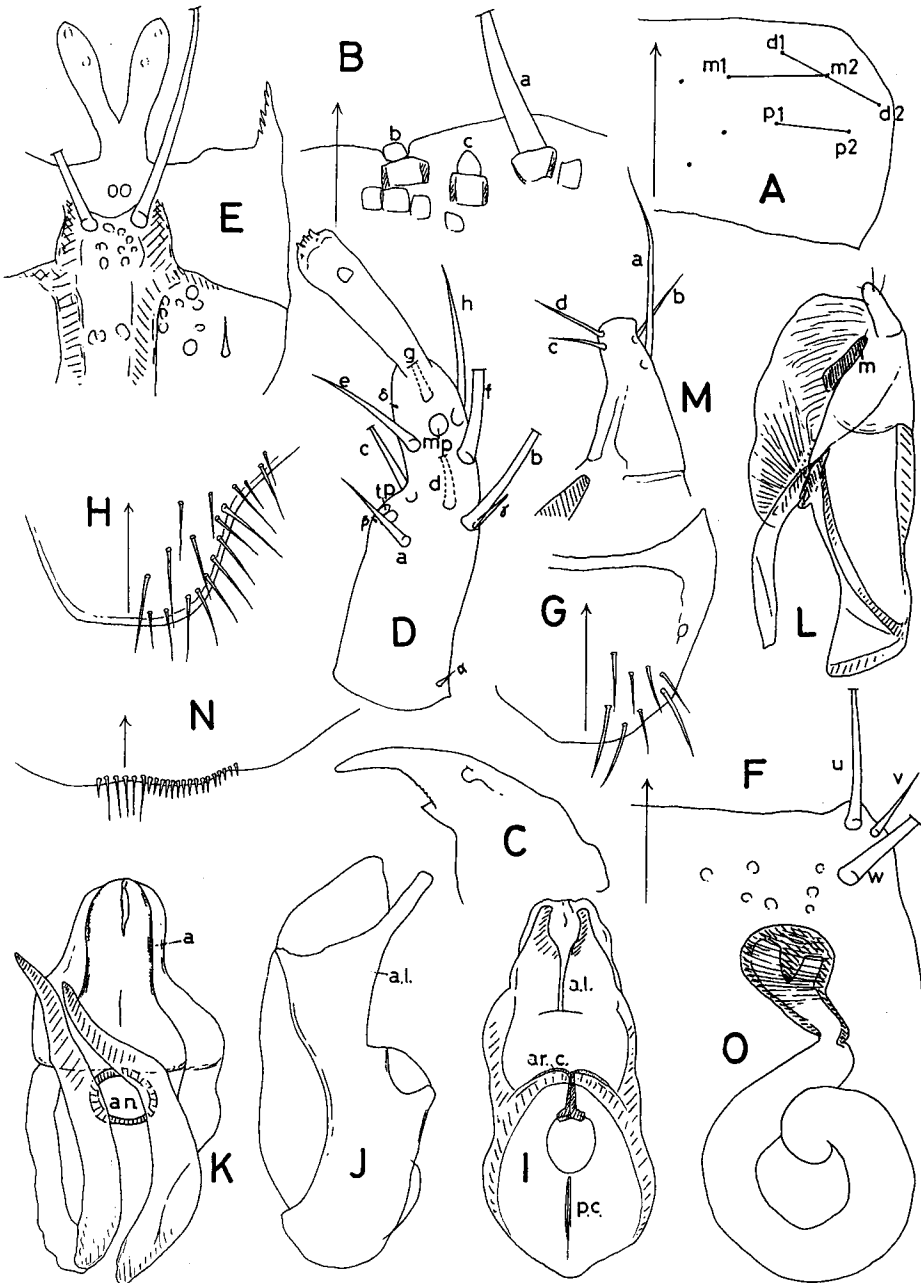 B
a
b
c
d1
m1
m2
d2
p1
p2
A
E
a
b
d
c
M
h
g
e
δ
f
mp
c
d
b
tp
β
γ
a
D
α
m
L
H
G
N
F
u
v
w
C
a
a.l.
a.l.
ar. c.
an
K
J
I
p.c.
O